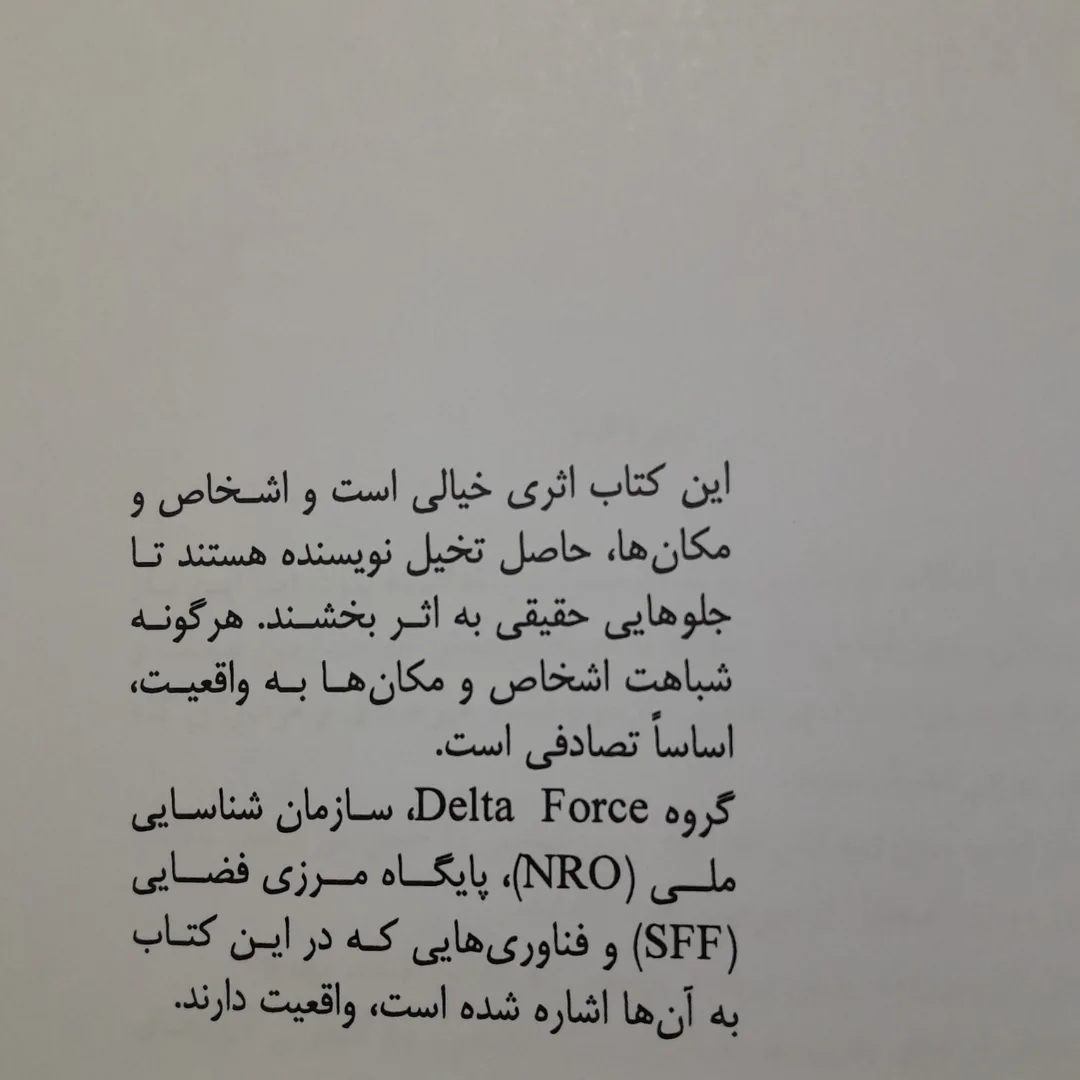 این کتاب اثری خیالی است و اشخاص و
مکان‌ها، حاصل تخیل نویسنده هستند تا
جلوهایی حقیقی به اثر بخشند. هرگونه
شباهت اشخاص و مکان‌ها به واقعیت،
اساساً تصادفی است.
گروه Delta Force، سازمان شناسایی
ملی (NRO)، پایگاه مرزی فضایی
(SFF) و فناوری‌هایی که در این کتاب
به آن‌ها اشاره شده است، واقعیت دارند.